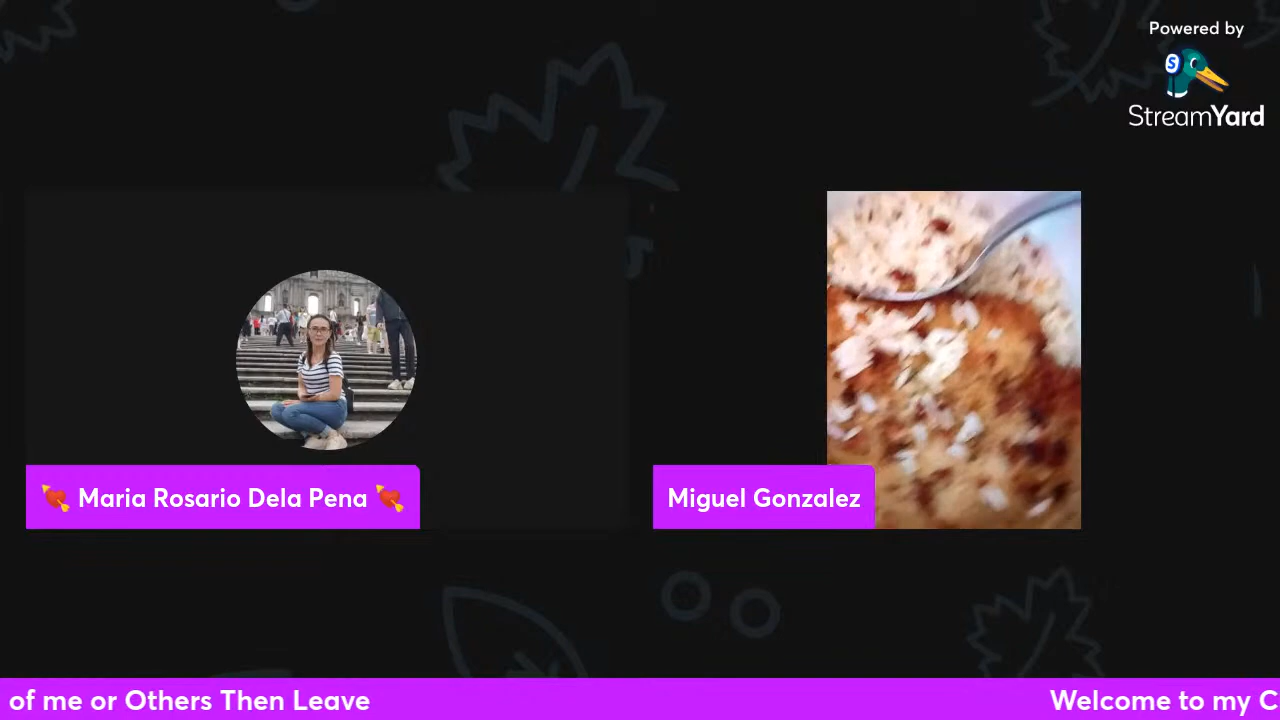 Powered by
S
StreamYard
💘 Maria Rosario Dela Pena 💘
Miguel Gonzalez
of me or Others Then Leave
Welcome to my C